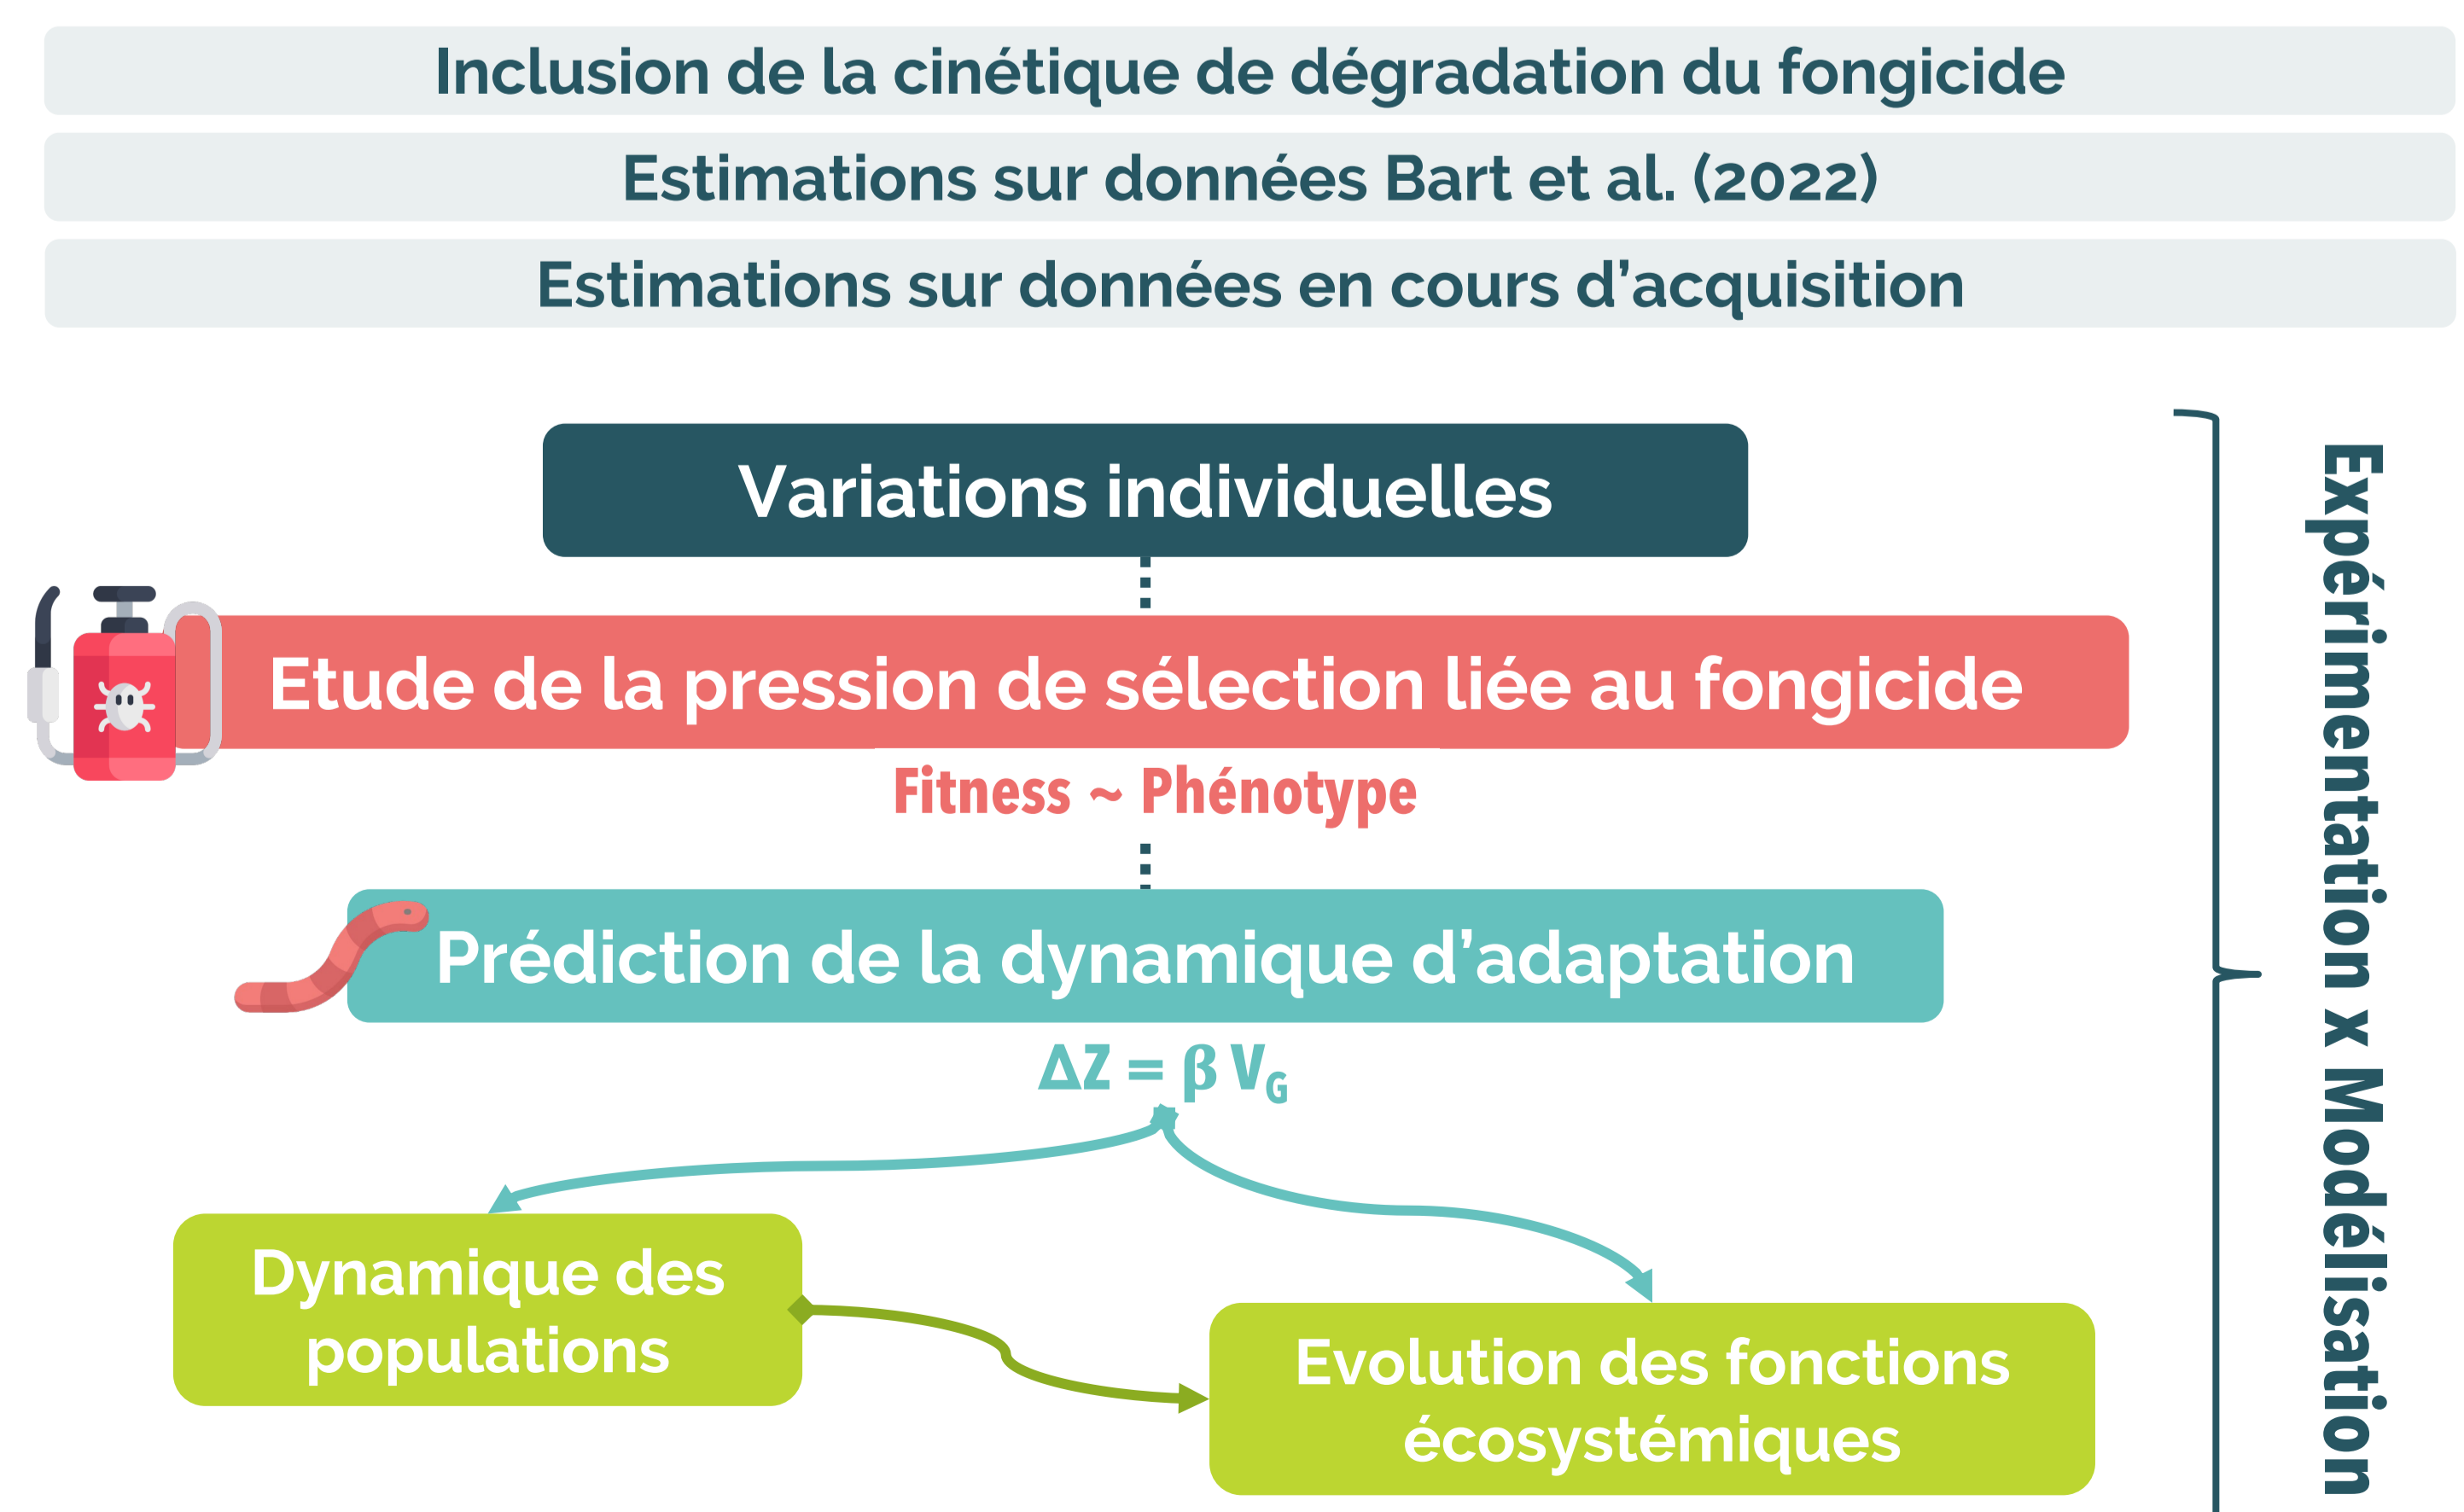 Inclusion de la cinétique de dégradation du fongicide
Estimations sur données Bart et al. (2022)
Estimations sur données en cours d'acquisition
Variations individuelles
Etude de la pression de sélection liée au fongicide
Fitness ~ Phénotype
Prédiction de la dynamique d'adaptation
ΔZ = β V_G
Dynamique des
populations
Evolution des fonctions
écosystémiques
Expérimentation x Modélisation